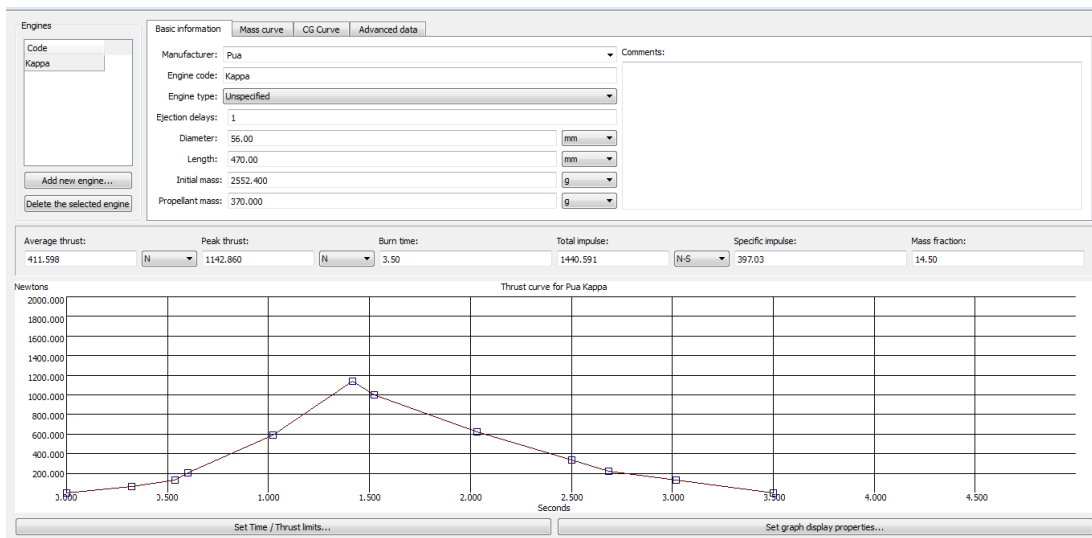 Engines
Code
Kappa
Add new engine...
Delete the selected engine
Basic information Mass curve CG Curve Advanced data
Manufacturer: Pua
Engine code: Kappa
Engine type: Unspecified
Ejection delays: 1
Diameter: 56.00 mm
Length: 470.00 mm
Initial mass: 2552.400 g
Propellant mass: 370.000 g
Comments:
Average thrust: Peak thrust: Burn time: Total impulse: Specific impulse: Mass fraction:
411.598 N 1142.860 N 3.50 1440.591 N-S 397.03 14.50
Newtons Thrust curve for Pua Kappa
2000.000
1800.000
1600.000
1400.000
1200.000
1000.000
800.000
600.000
400.000
200.000
0.000 0.500 1.000 1.500 2.000 2.500 3.000 3.500 4.000 4.500
Seconds
Set Time / Thrust limits... Set graph display properties...